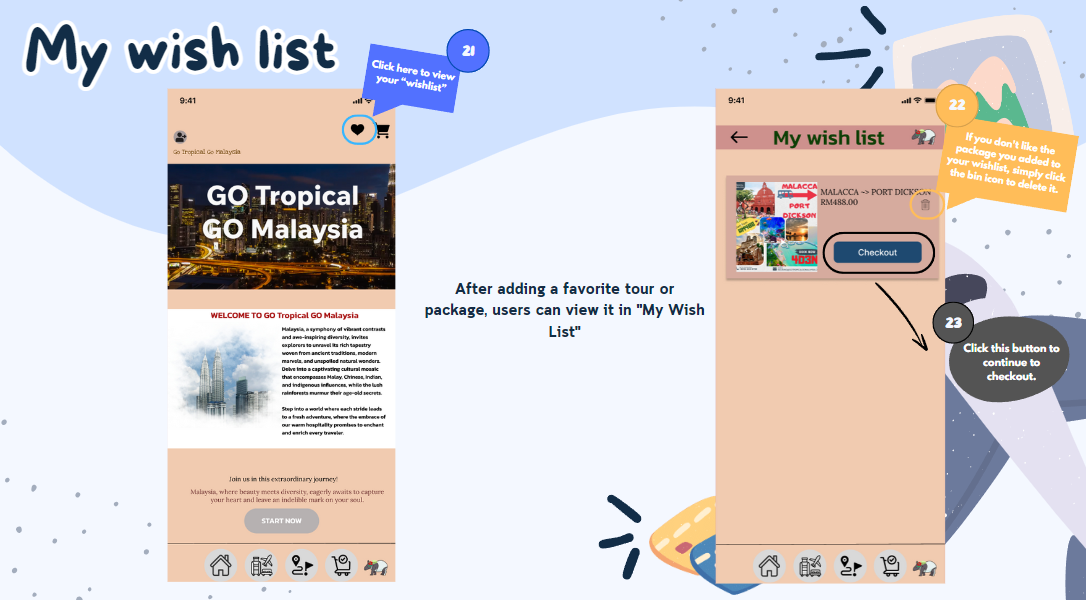 My wish list
21
Click here to view
your "wishlist"
9:41
Go Tropical Go Malaysia
GO Tropical
GO Malaysia
WELCOME TO GO Tropical GO Malaysia
Malaysia, a symphony of vibrant contrasts
and awe-inspiring diversity, invites
explorers to unravel its rich tapestry
woven from ancient traditions, modern
marvels, and unspoiled natural wonders.
Delve into a captivating cultural mosaic
that encompasses Malay, Chinese, Indian,
and indigenous influences, while the lush
rainforests murmur their age-old secrets.
Step into a world where each stride leads
to a fresh adventure, where the embrace of
our warm hospitality promises to enchant
and enrich every traveler.
Join us in this extraordinary journey!
Malaysia, where beauty meets diversity, eagerly awaits to capture
your heart and leave an indelible mark on your soul.
START NOW
After adding a favorite tour or
package, users can view it in "My Wish
List"
9:41
My wish list
22
If you don't like the
package you added to
your wishlist, simply click
the bin icon to delete it.
MALACCA
PORT
DICKSON
MALACCA ~> PORT DICKSON
RM488.00
Checkout
23
Click this button to
continue to
checkout.